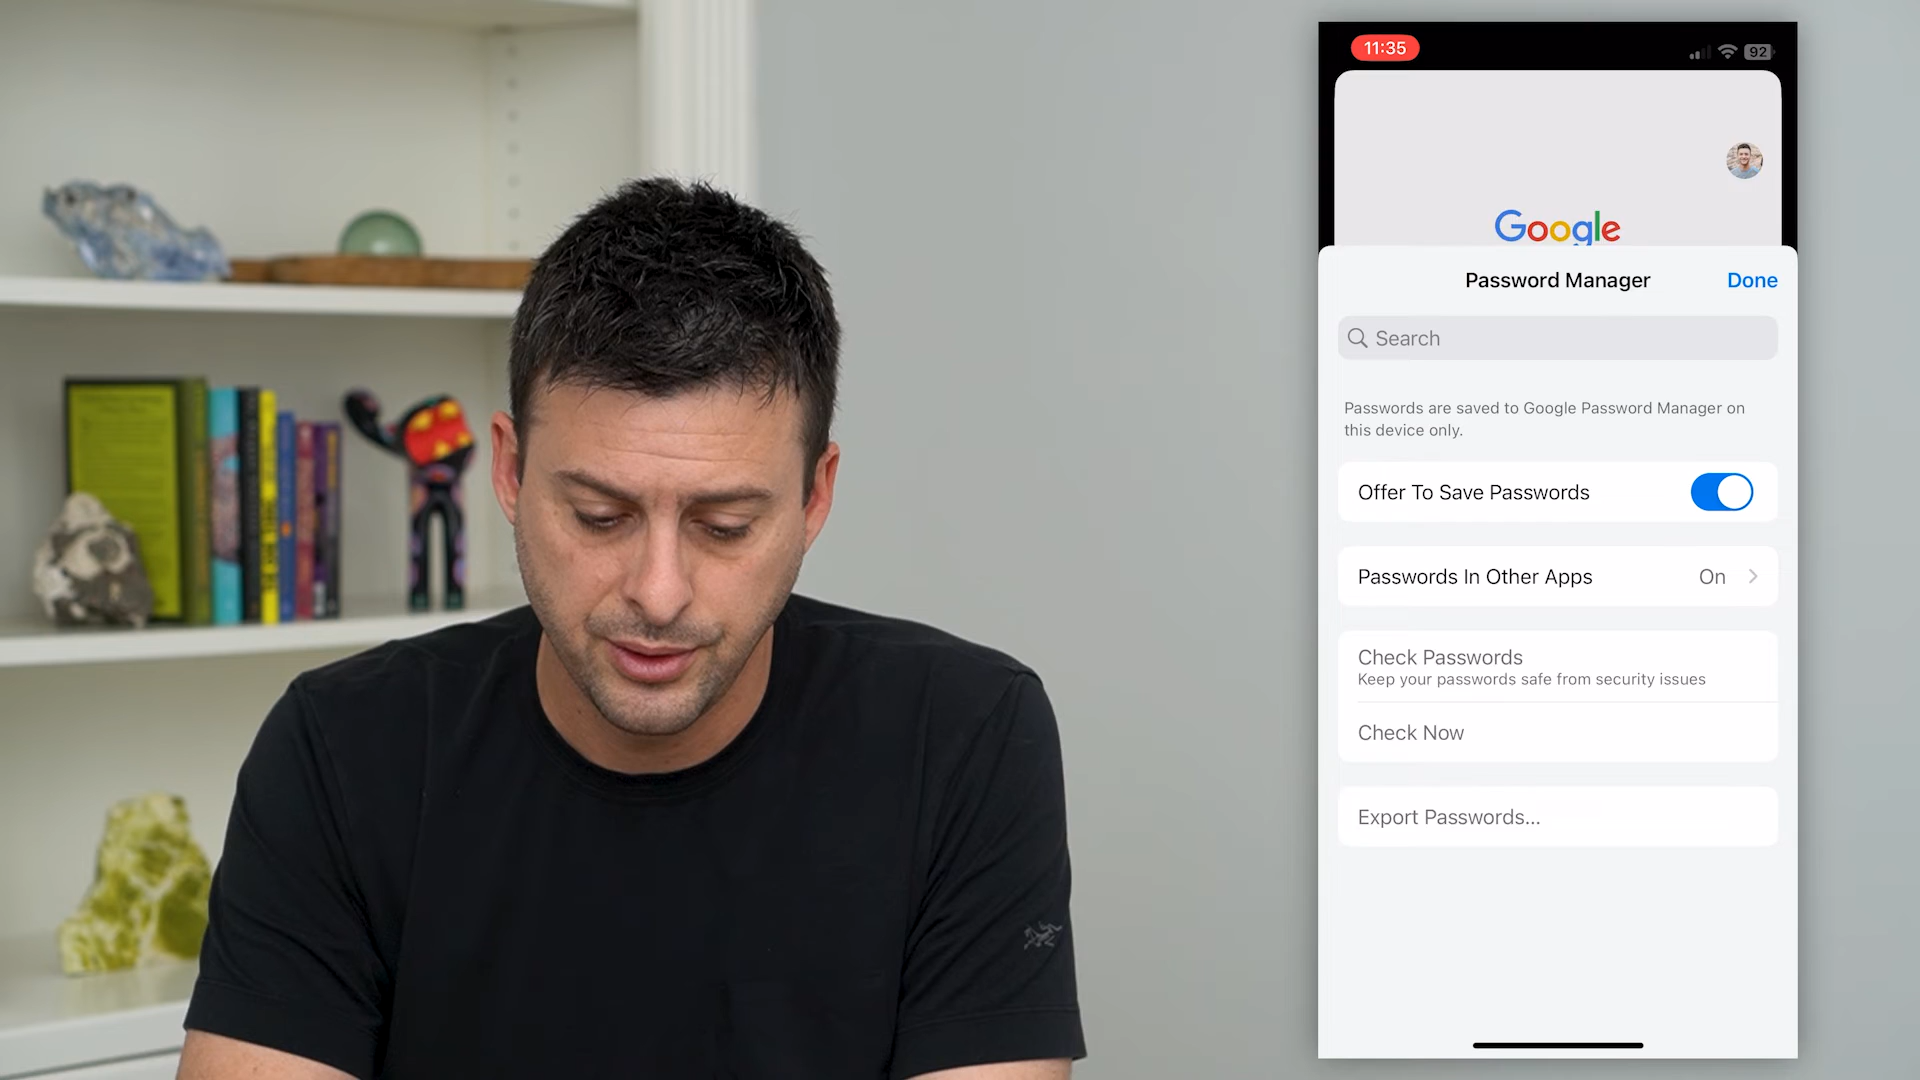 11:35
92
Google
Password Manager
Done
Search
Passwords are saved to Google Password Manager on
this device only.
Offer To Save Passwords
Passwords In Other Apps
On
Check Passwords
Keep your passwords safe from security issues
Check Now
Export Passwords...